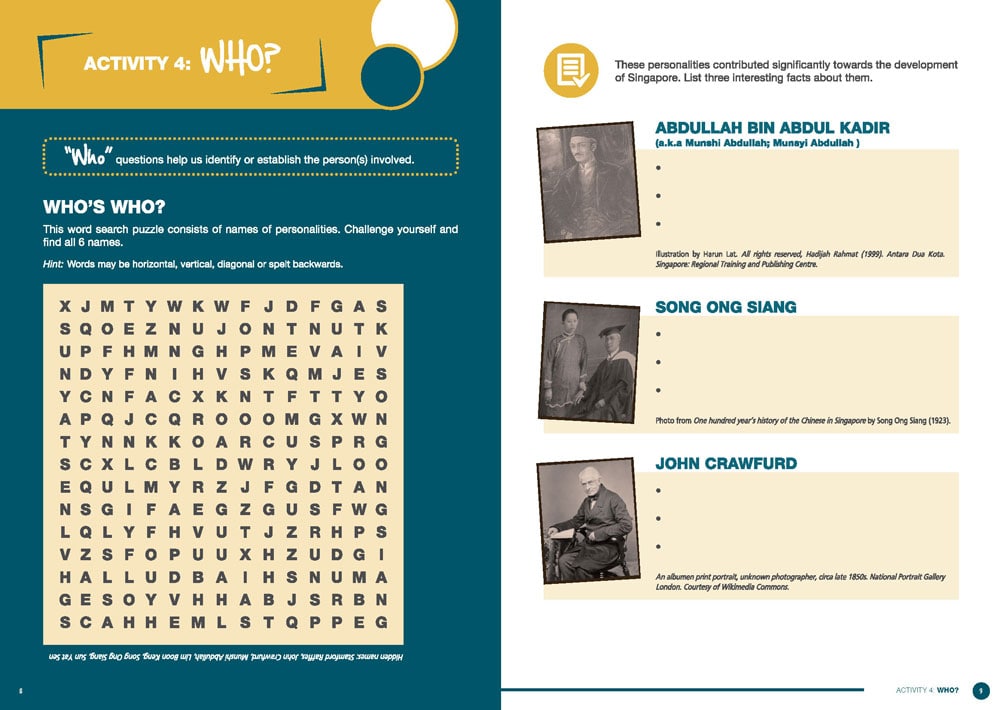 ACTIVITY 4: WHO?
"Who" questions help us identify or establish the person(s) involved.
WHO'S WHO?
This word search puzzle consists of names of personalities. Challenge yourself and
find all 6 names.
Hint: Words may be horizontal, vertical, diagonal or spelt backwards.
X J M T Y W K W F J D F G A S
S Q O E Z N U J O N T N U T K
U P F H M N G H P M E V A I V
N D Y F N I H V S K Q M J E S
Y C N F A C X K N T F T T Y O
A P Q J C Q R O O O M G X W N
T Y N N K K O A R C U S P R G
S C X L C B L D W R Y J L O O
E Q U L M Y R Z J F G D T A N
N S G I F A E G Z G U S F W G
L Q L Y F H V U T J Z R H P S
V Z S F O P U U X H Z U D G I
H A L L U D B A I H S N U M A
G E S O Y V H H A B J S R B N
S C A H H E M L S T Q P P E G
Hidden names: Stamford Raffles, John Crawfurd, Munshi Abdullah, Lim Boon Keng, Song Ong Siang, Sun Yat Sen
These personalities contributed significantly towards the development
of Singapore. List three interesting facts about them.
ABDULLAH BIN ABDUL KADIR
(a.k.a Munshi Abdullah; Munsyi Abdullah )
•
•
•
Illustration by Harun Lat. All rights reserved, Hadijah Rahmat (1999). Antara Dua Kota.
Singapore: Regional Training and Publishing Centre.
SONG ONG SIANG
•
•
•
Photo from One hundred year's history of the Chinese in Singapore by Song Ong Siang (1923).
JOHN CRAWFURD
•
•
•
An albumen print portrait, unknown photographer, circa late 1850s. National Portrait Gallery
London. Courtesy of Wikimedia Commons.
ACTIVITY 4: WHO?